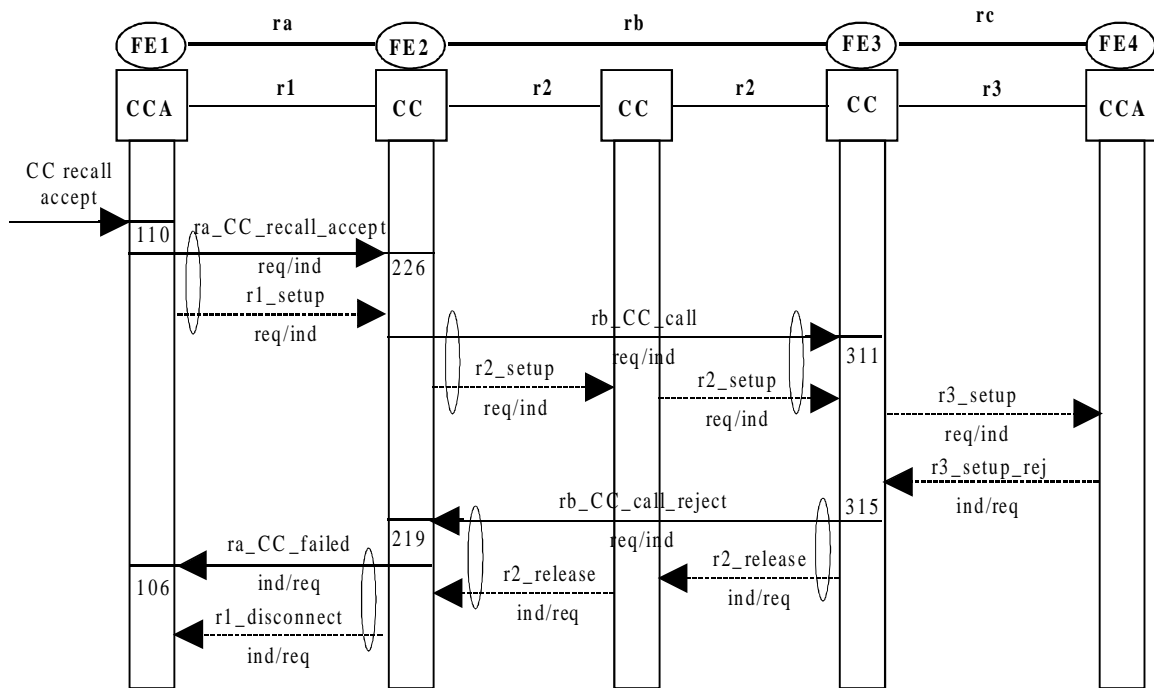 ra rb rc
FE1 FE2 FE3 FE4
r1 r2 r2 r3
CCA CC CC CC CCA
CC recall
accept
110
ra_CC_recall_accept
req/ind
226
r1_setup
req/ind
rb_CC_call
req/ind
311
r2_setup
req/ind
r2_setup
req/ind
r3_setup
req/ind
r3_setup_rej
ind/req
315
rb_CC_call_reject
req/ind
219
ra_CC_failed
ind/req
106
r2_release
ind/req
r2_release
ind/req
r1_disconnect
ind/req